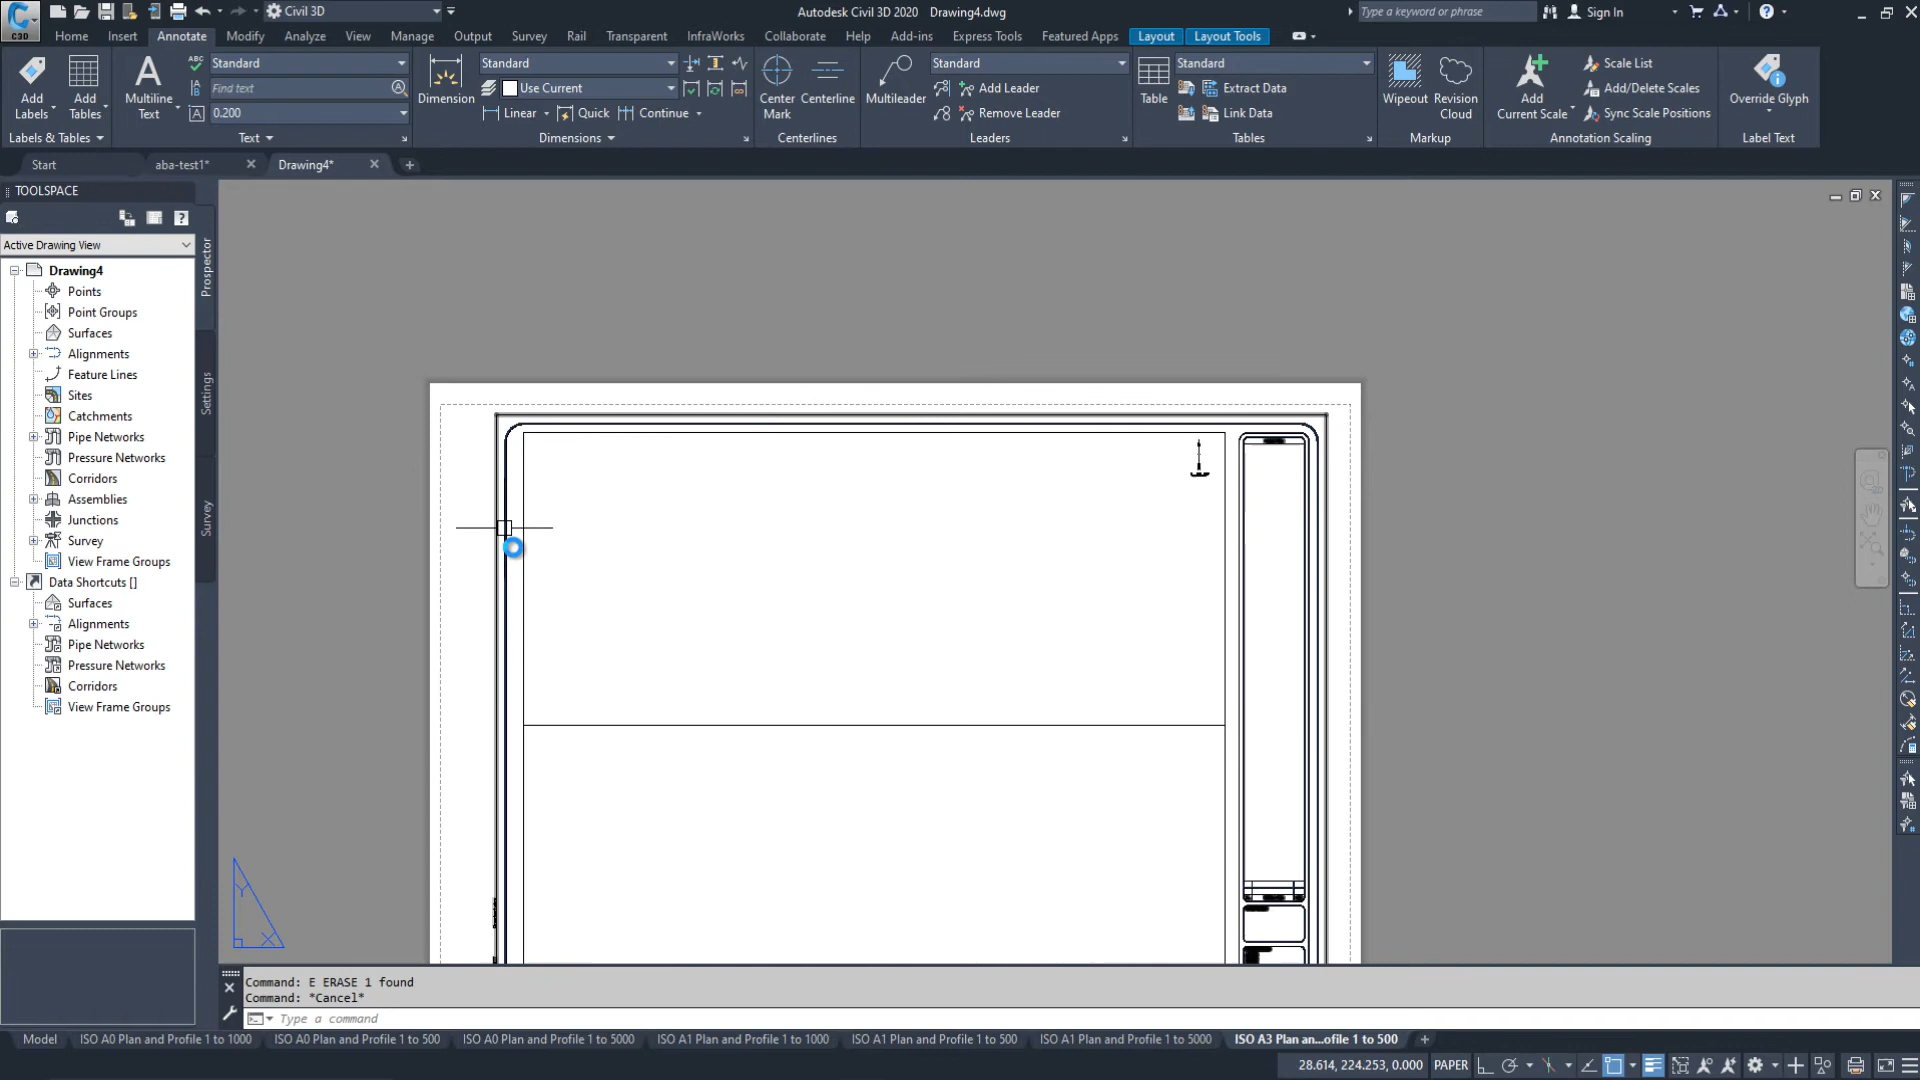 C3D
Civil 3D
Autodesk Civil 3D 2020 Drawing4.dwg
Type a keyword or phrase
Sign In
Home Insert Annotate Modify Analyze View Manage Output Survey Rail Transparent InfraWorks Collaborate Help Add-ins Express Tools Featured Apps Layout Layout Tools
Add Labels
Add Tables
Labels & Tables
Multiline Text
ABC
Standard
Find text
0.200
Text
Dimension
Standard
Use Current
Linear Quick Continue
Dimensions
Center Mark
Centerline
Centerlines
Multileader
Standard
Add Leader
Remove Leader
Leaders
Table
Standard
Extract Data
Link Data
Tables
Wipeout
Revision Cloud
Markup
Add Current Scale
Scale List
Add/Delete Scales
Sync Scale Positions
Annotation Scaling
Override Glyph
Label Text
Start aba-test1* Drawing4*
TOOLSPACE
Active Drawing View
Drawing4
Points
Point Groups
Surfaces
Alignments
Feature Lines
Sites
Catchments
Pipe Networks
Pressure Networks
Corridors
Assemblies
Junctions
Survey
View Frame Groups
Data Shortcuts []
Surfaces
Alignments
Pipe Networks
Pressure Networks
Corridors
View Frame Groups
Prospector
Settings
Survey
Y
X
Command: E ERASE 1 found
Command: *Cancel*
Type a command
Model ISO A0 Plan and Profile 1 to 1000 ISO A0 Plan and Profile 1 to 500 ISO A0 Plan and Profile 1 to 5000 ISO A1 Plan and Profile 1 to 1000 ISO A1 Plan and Profile 1 to 500 ISO A1 Plan and Profile 1 to 5000 ISO A3 Plan an...ofile 1 to 500
28.614, 224.253, 0.000 PAPER